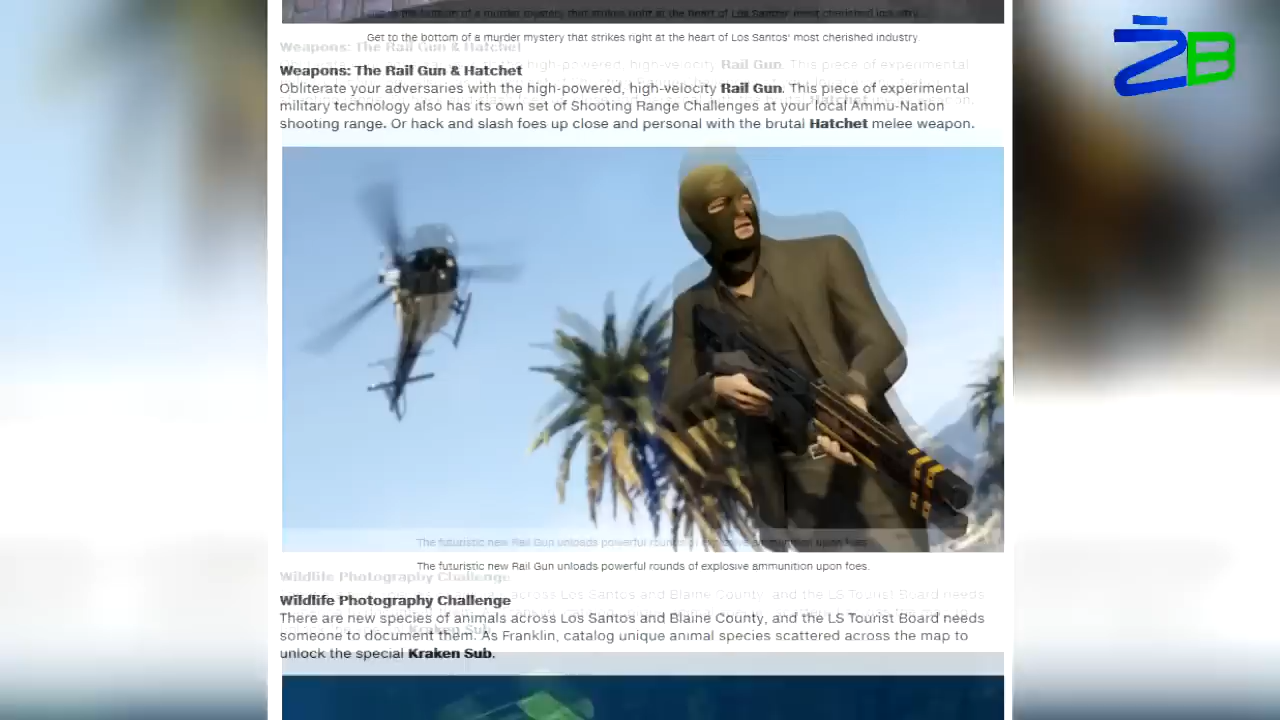 Get to the bottom of a murder mystery that strikes right at the heart of Los Santos' most cherished industry.
Weapons: The Rail Gun & Hatchet
Obliterate your adversaries with the high-powered, high-velocity Rail Gun. This piece of experimental
military technology also has its own set of Shooting Range Challenges at your local Ammu-Nation
shooting range. Or hack and slash foes up close and personal with the brutal Hatchet melee weapon.
The futuristic new Rail Gun unloads powerful rounds of explosive ammunition upon foes.
Wildlife Photography Challenge
There are new species of animals across Los Santos and Blaine County, and the LS Tourist Board needs
someone to document them. As Franklin, catalog unique animal species scattered across the map to
unlock the special Kraken Sub.
ZB